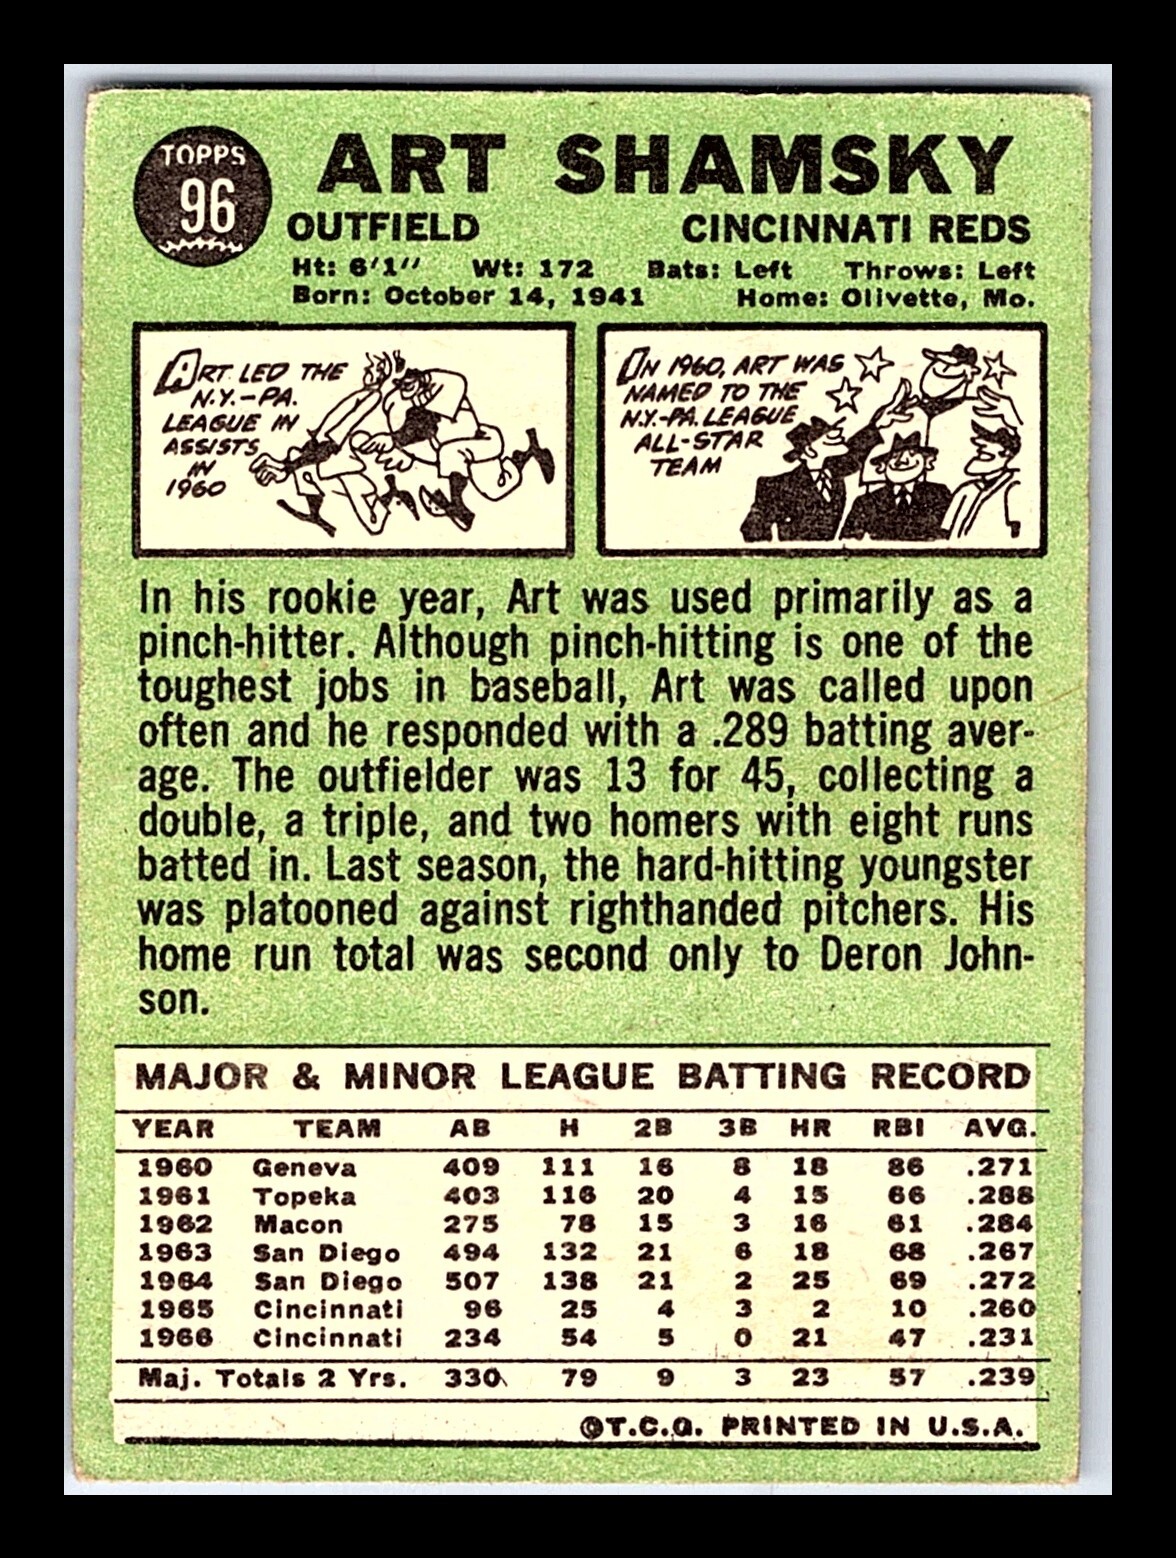 TOPPS
96
ART SHAMSKY
OUTFIELD CINCINNATI REDS
Ht: 6'1" Wt: 172 Bats: Left Throws: Left
Born: October 14, 1941 Home: Olivette, Mo.
ART LED THE
N.Y.-PA.
LEAGUE IN
ASSISTS
IN
1960
IN 1960, ART WAS
NAMED TO THE
N.Y.-PA. LEAGUE
ALL-STAR
TEAM
In his rookie year, Art was used primarily as a
pinch-hitter. Although pinch-hitting is one of the
toughest jobs in baseball, Art was called upon
often and he responded with a .289 batting aver-
age. The outfielder was 13 for 45, collecting a
double, a triple, and two homers with eight runs
batted in. Last season, the hard-hitting youngster
was platooned against righthanded pitchers. His
home run total was second only to Deron John-
son.
MAJOR & MINOR LEAGUE BATTING RECORD
YEAR TEAM AB H 2B 3B HR RBI AVG.
1960 Geneva 409 111 16 8 18 86 .271
1961 Topeka 403 116 20 4 15 66 .288
1962 Macon 275 78 15 3 16 61 .284
1963 San Diego 494 132 21 6 18 68 .267
1964 San Diego 507 138 21 2 25 69 .272
1965 Cincinnati 96 25 4 3 2 10 .260
1966 Cincinnati 234 54 5 0 21 47 .231
Maj. Totals 2 Yrs. 330 79 9 3 23 57 .239
©T.C.G. PRINTED IN U.S.A.